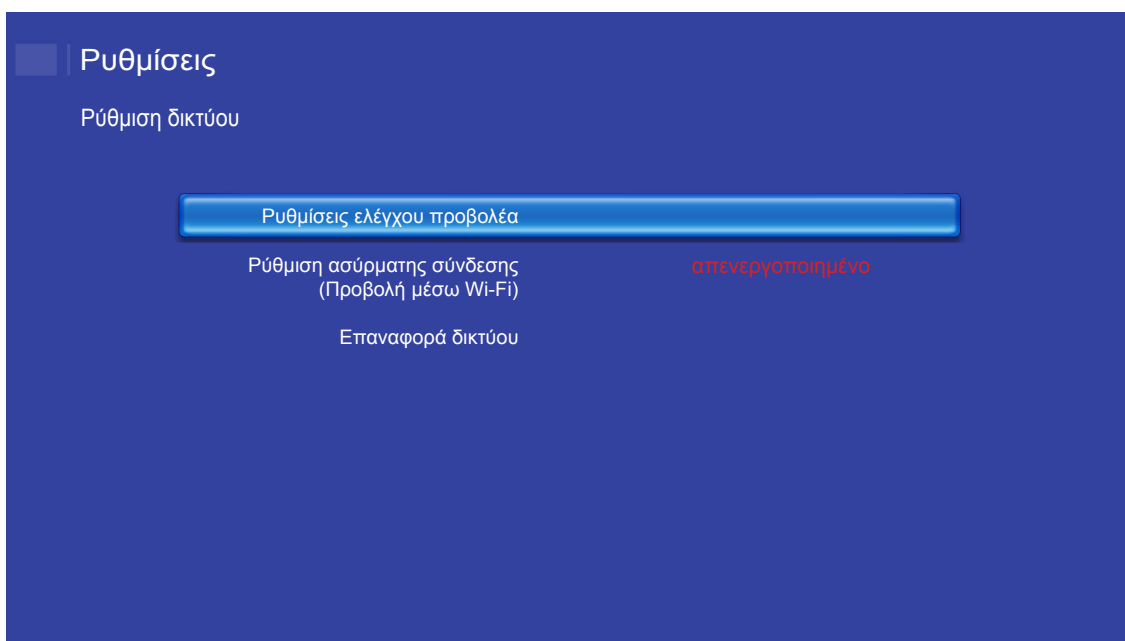 Ρυθμίσεις
Ρύθμιση δικτύου
Ρυθμίσεις ελέγχου προβολέα
Ρύθμιση ασύρματης σύνδεσης απενεργοποιημένο
(Προβολή μέσω Wi-Fi)
Επαναφορά δικτύου